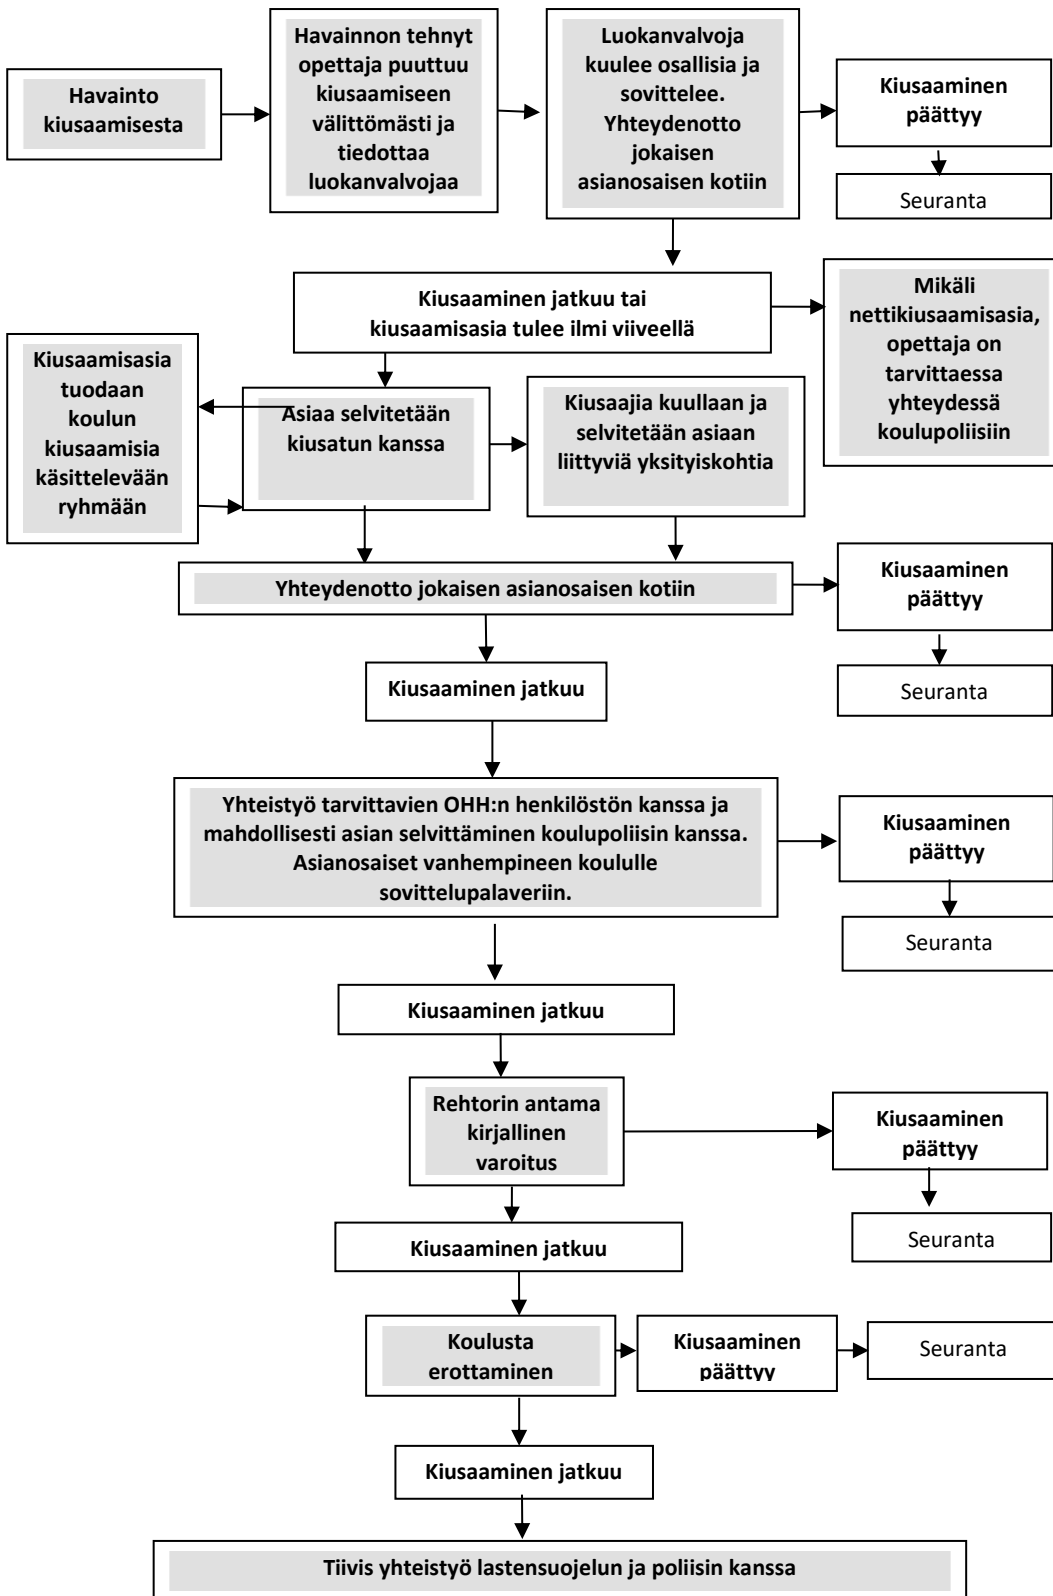 Havainto
kiusaamisesta
Havainnon tehnyt
opettaja puuttuu
kiusaamiseen
välittömästi ja
tiedottaa
luokanvalvojaa
Luokanvalvoja
kuulee osallisia ja
sovittelee.
Yhteydenotto
jokaisen
asianosaisen kotiin
Kiusaaminen
päättyy
Seuranta
Kiusaaminen jatkuu tai
kiusaamisasia tulee ilmi viiveellä
Mikäli
nettikiusaamisasia,
opettaja on
tarvittaessa
yhteydessä
koulupoliisiin
Kiusaamisasia
tuodaan
koulun
kiusaamisia
käsittelevään
ryhmään
Asiaa selvitetään
kiusatun kanssa
Kiusaajia kuullaan ja
selvitetään asiaan
liittyviä yksityiskohtia
Yhteydenotto jokaisen asianosaisen kotiin
Kiusaaminen
päättyy
Seuranta
Kiusaaminen jatkuu
Yhteistyö tarvittavien OHH:n henkilöstön kanssa ja
mahdollisesti asian selvittäminen koulupoliisin kanssa.
Asianosaiset vanhempineen koululle
sovittelupalaveriin.
Kiusaaminen
päättyy
Seuranta
Kiusaaminen jatkuu
Rehtorin antama
kirjallinen
varoitus
Kiusaaminen
päättyy
Seuranta
Kiusaaminen jatkuu
Koulusta
erottaminen
Kiusaaminen
päättyy
Seuranta
Kiusaaminen jatkuu
Tiivis yhteistyö lastensuojelun ja poliisin kanssa